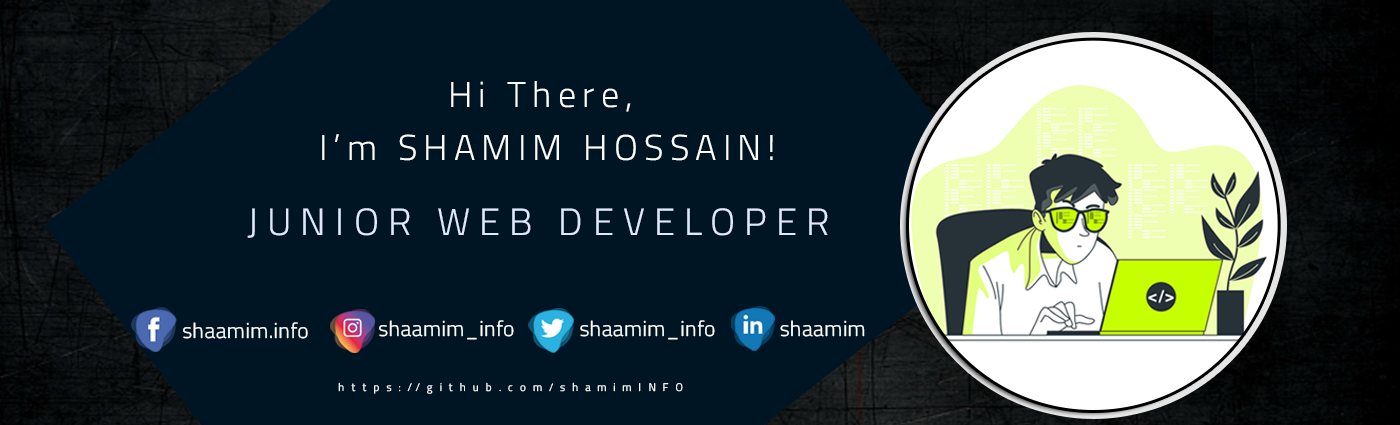 Hi There,
I’m SHAMIM HOSSAIN!
JUNIOR WEB DEVELOPER
shaamim.info shaamim_info shaamim_info shaamim
https://github.com/shamimINFO
</>